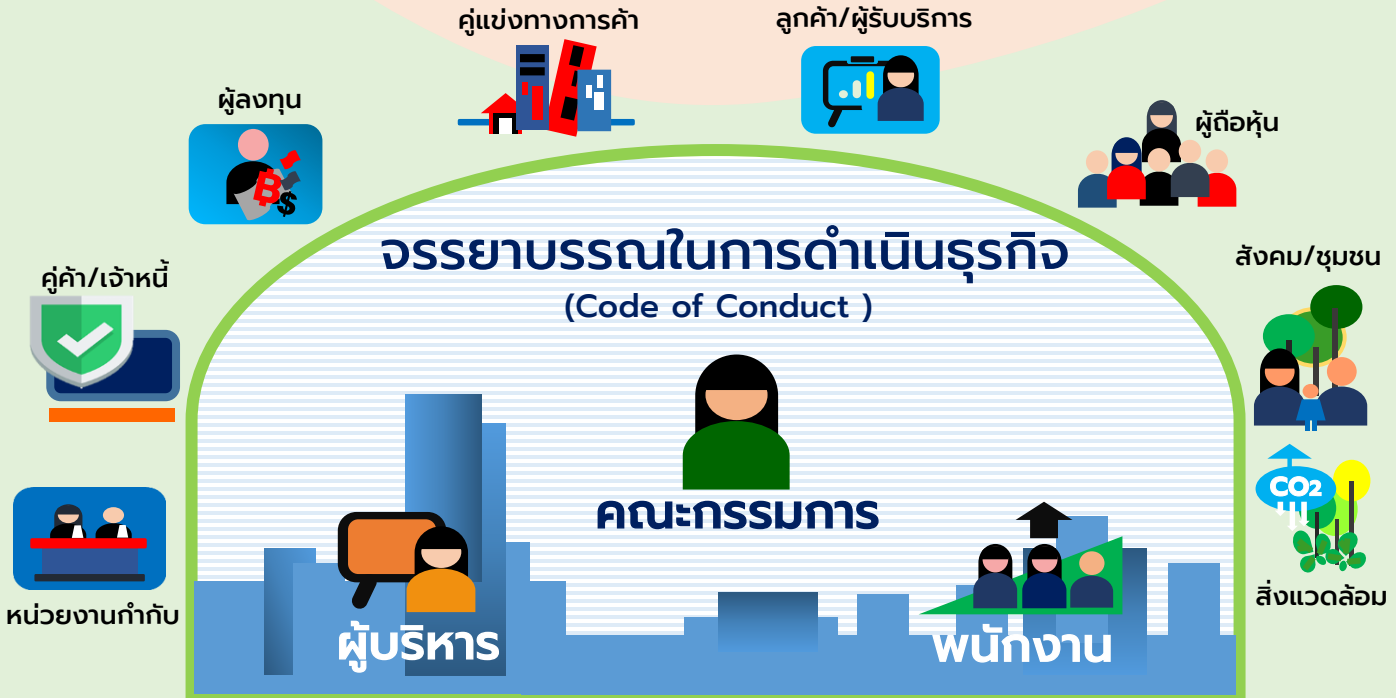 คู่แข่งทางการค้า
ลูกค้า/ผู้รับบริการ
ผู้ลงทุน
ผู้ถือหุ้น
จรรยาบรรณในการดำเนินธุรกิจ
(Code of Conduct )
คู่ค้า/เจ้าหนี้
สังคม/ชุมชน
฿
$
CO2
คณะกรรมการ
หน่วยงานกำกับ
สิ่งแวดล้อม
ผู้บริหาร
พนักงาน